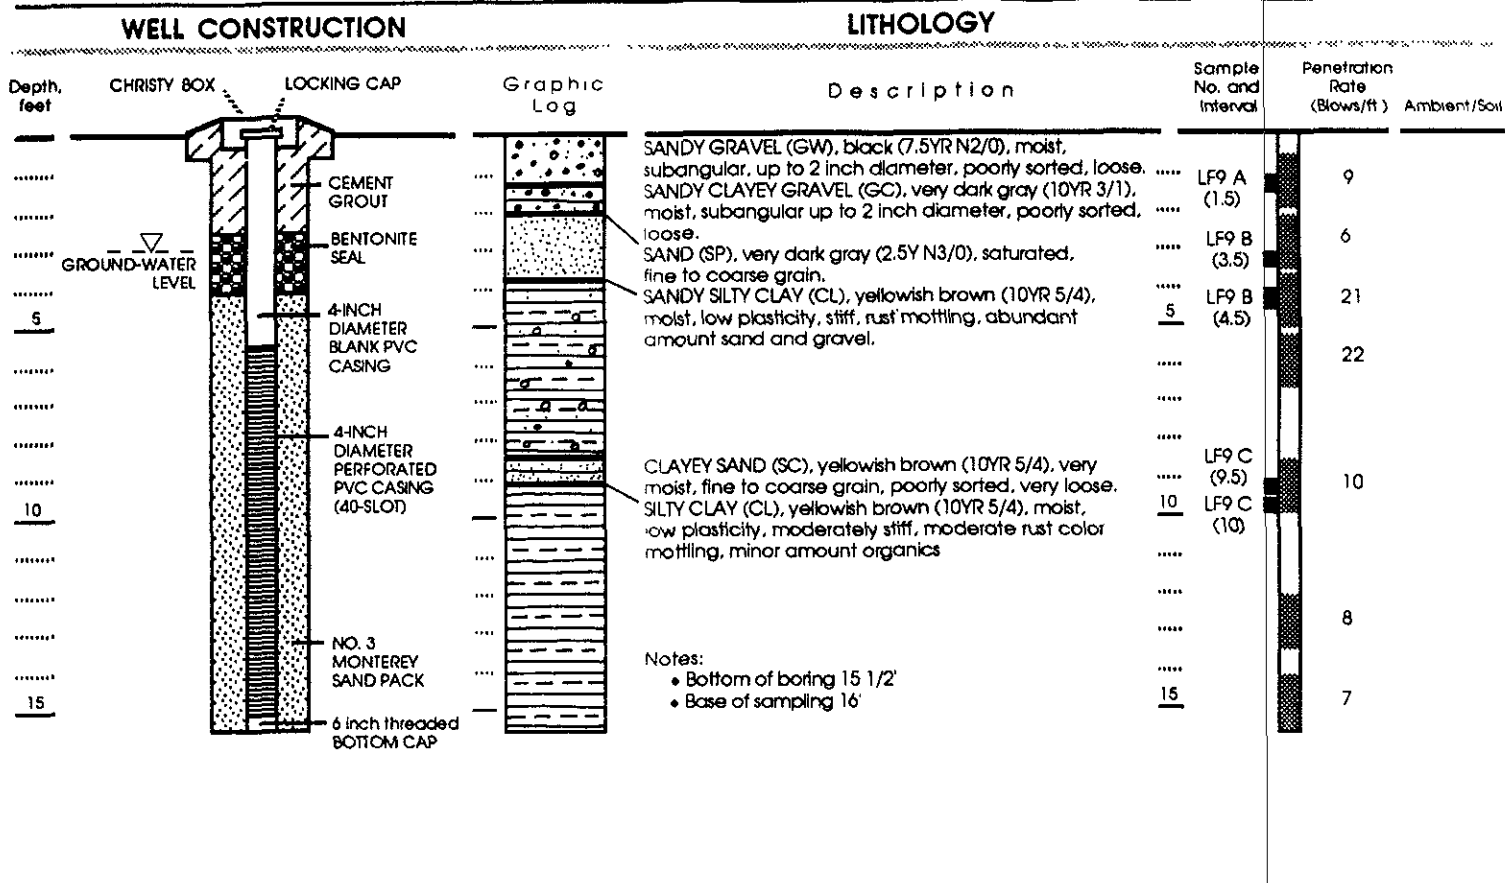 WELL CONSTRUCTION
LITHOLOGY
Depth,
feet
CHRISTY BOX
LOCKING CAP
Graphic
Log
Description
Sample
No. and
Interval
Penetration
Rate
(Blows/ft)
Ambient/Soil
CEMENT
GROUT
BENTONITE
SEAL
GROUND-WATER
LEVEL
4-INCH
DIAMETER
BLANK PVC
CASING
4-INCH
DIAMETER
PERFORATED
PVC CASING
(40-SLOT)
NO. 3
MONTEREY
SAND PACK
6 inch threaded
BOTTOM CAP
5
10
15
SANDY GRAVEL (GW), black (7.5YR N2/0), moist,
subangular, up to 2 inch diameter, poorly sorted, loose.
SANDY CLAYEY GRAVEL (GC), very dark gray (10YR 3/1),
moist, subangular up to 2 inch diameter, poorly sorted,
loose.
SAND (SP), very dark gray (2.5Y N3/0), saturated,
fine to coarse grain.
SANDY SILTY CLAY (CL), yellowish brown (10YR 5/4),
moist, low plasticity, stiff, rust mottling, abundant
amount sand and gravel.
CLAYEY SAND (SC), yellowish brown (10YR 5/4), very
moist, fine to coarse grain, poorly sorted, very loose.
SILTY CLAY (CL), yellowish brown (10YR 5/4), moist,
low plasticity, moderately stiff, moderate rust color
mottling, minor amount organics
Notes:
• Bottom of boring 15 1/2'
• Base of sampling 16'
5
10
15
LF9 A
(1.5)
LF9 B
(3.5)
LF9 B
(4.5)
LF9 C
(9.5)
LF9 C
(10)
9
6
21
22
10
8
7